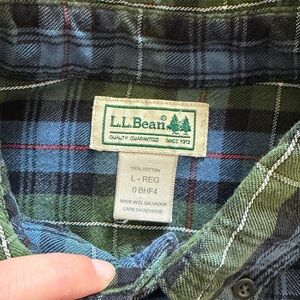 L.L.Bean®
QUALITY GUARANTEED SINCE 1912
100% COTTON
L - REG
0 BHF4
MADE IN EL SALVADOR
CARE ON REVERSE